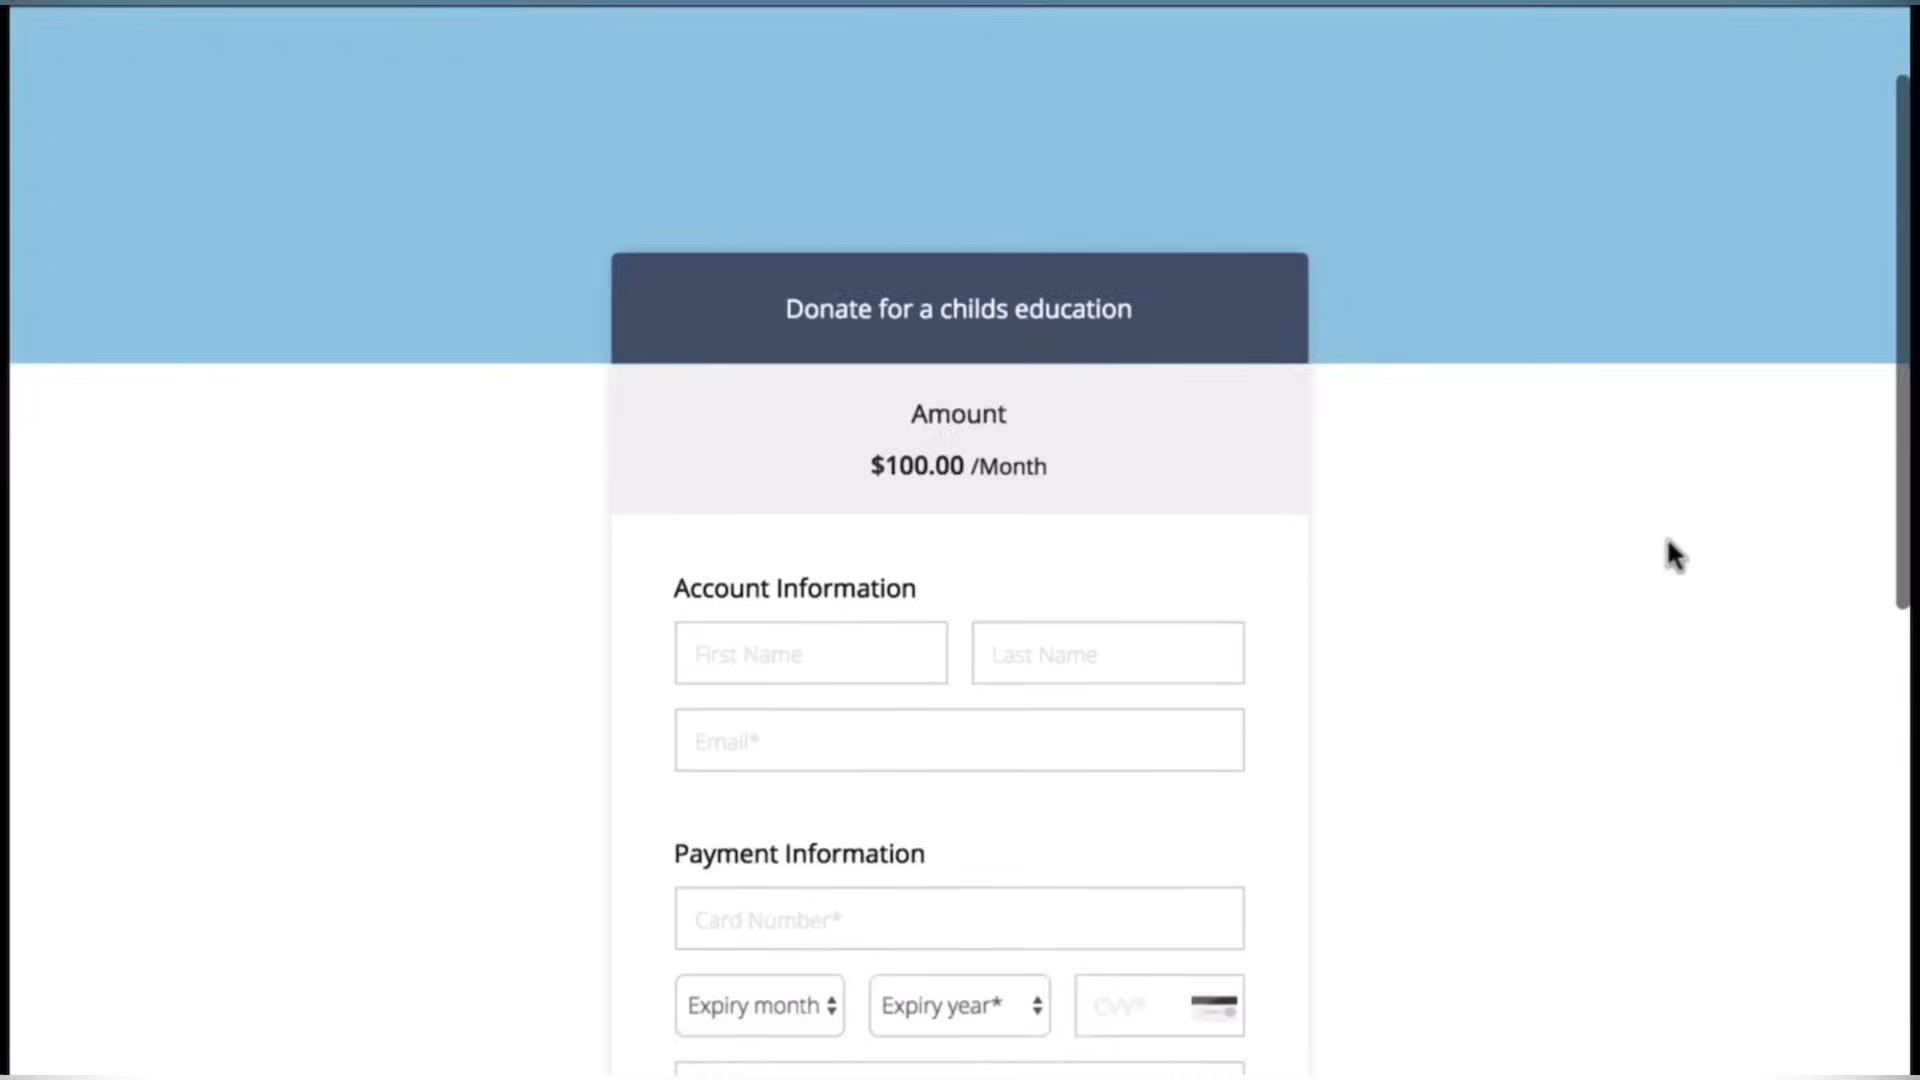 Donate for a childs education
Amount
$100.00 /Month
Account Information
First Name
Last Name
Email*
Payment Information
Card Number*
Expiry month
Expiry year*
CVV*